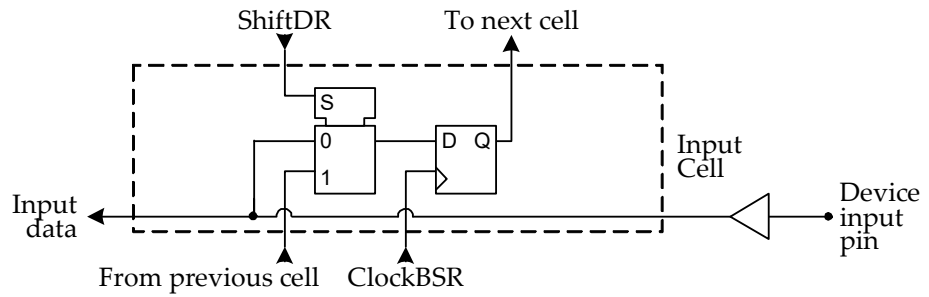 ShiftDR
To next cell
S
0
1
D Q
Input
Cell
Input
data
Device
input
pin
From previous cell
ClockBSR